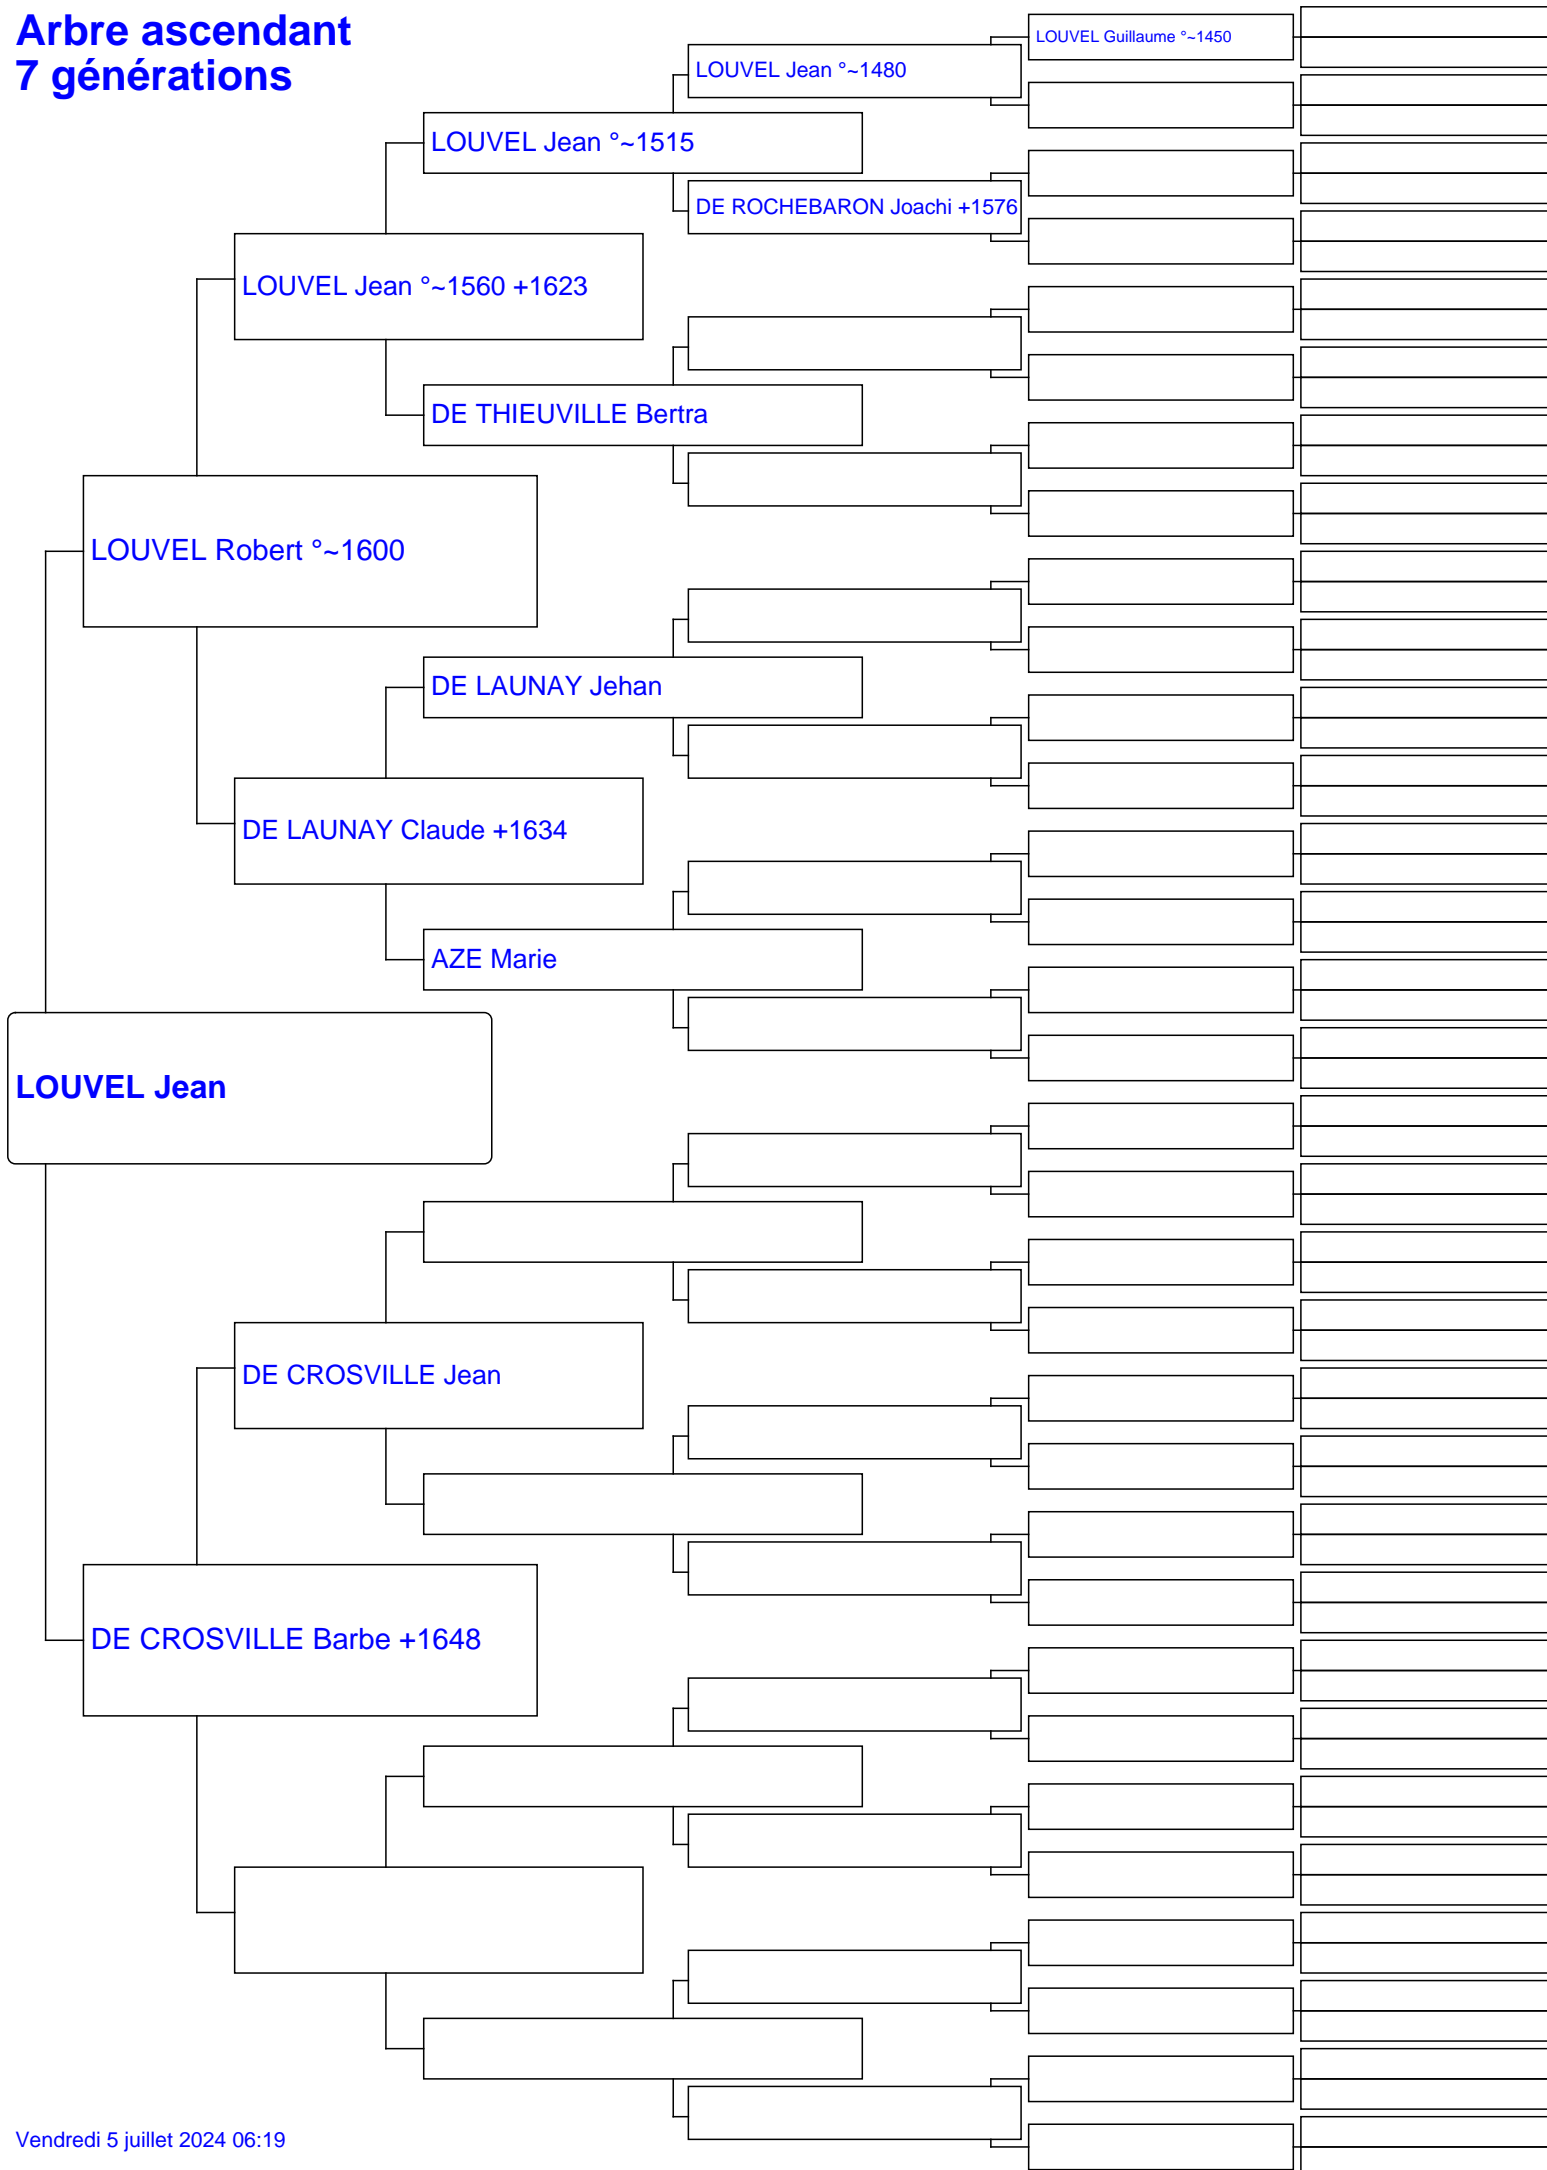 Arbre ascendant
7 générations
LOUVEL Guillaume °~1450
LOUVEL Jean °~1480
LOUVEL Jean °~1515
DE ROCHEBARON Joachi +1576
LOUVEL Jean °~1560 +1623
DE THIEUVILLE Bertra
LOUVEL Robert °~1600
DE LAUNAY Jehan
DE LAUNAY Claude +1634
AZE Marie
LOUVEL Jean
DE CROSVILLE Jean
DE CROSVILLE Barbe +1648
Vendredi 5 juillet 2024 06:19